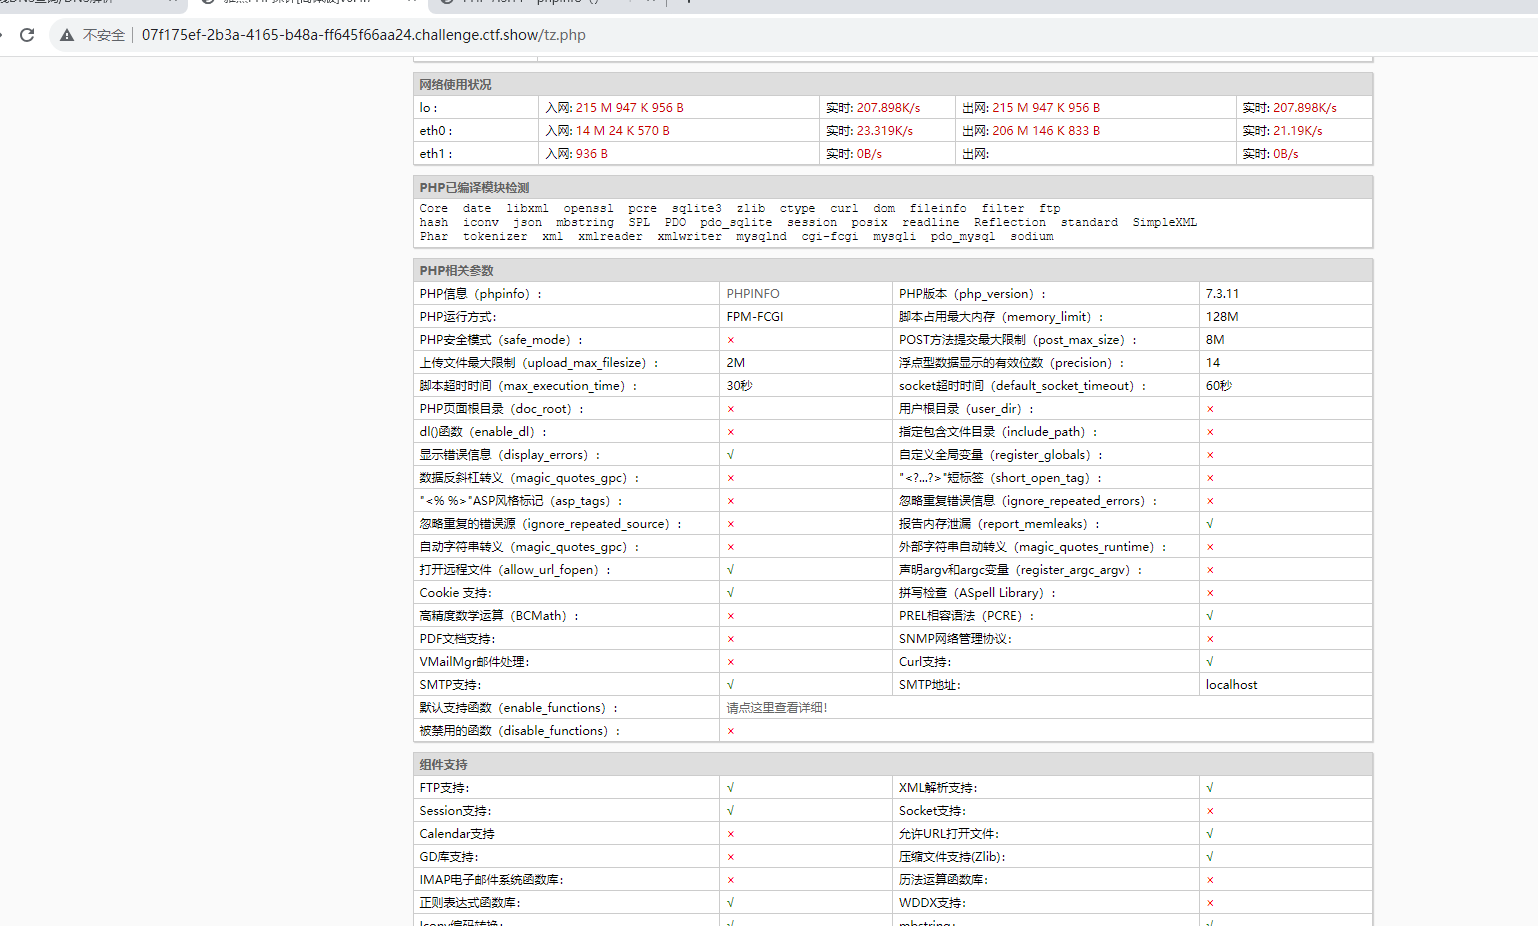 不安全 07f175ef-2b3a-4165-b48a-ff645f66aa24.challenge.ctf.show/tz.php
网络使用状况
lo : 入网: 215 M 947 K 956 B 实时: 207.898K/s 出网: 215 M 947 K 956 B 实时: 207.898K/s
eth0 : 入网: 14 M 24 K 570 B 实时: 23.319K/s 出网: 206 M 146 K 833 B 实时: 21.19K/s
eth1 : 入网: 936 B 实时: 0B/s 出网: 实时: 0B/s
PHP已编译模块检测
Core date libxml openssl pcre sqlite3 zlib ctype curl dom fileinfo filter ftp
hash iconv json mbstring SPL PDO pdo_sqlite session posix readline Reflection standard SimpleXML
Phar tokenizer xml xmlreader xmlwriter mysqlnd cgi-fcgi mysqli pdo_mysql sodium
PHP相关参数
PHP信息（phpinfo）: PHPINFO PHP版本（php_version）: 7.3.11
PHP运行方式: FPM-FCGI 脚本占用最大内存（memory_limit）: 128M
PHP安全模式（safe_mode）: × POST方法提交最大限制（post_max_size）: 8M
上传文件最大限制（upload_max_filesize）: 2M 浮点型数据显示的有效位数（precision）: 14
脚本超时时间（max_execution_time）: 30秒 socket超时时间（default_socket_timeout）: 60秒
PHP页面根目录（doc_root）: × 用户根目录（user_dir）: ×
dl()函数（enable_dl）: × 指定包含文件目录（include_path）: ×
显示错误信息（display_errors）: √ 自定义全局变量（register_globals）: ×
数据反斜杠转义（magic_quotes_gpc）: × "<?...?>"短标签（short_open_tag）: ×
"<% %>"ASP风格标记（asp_tags）: × 忽略重复错误信息（ignore_repeated_errors）: ×
忽略重复的错误源（ignore_repeated_source）: × 报告内存泄漏（report_memleaks）: √
自动字符串转义（magic_quotes_gpc）: × 外部字符串自动转义（magic_quotes_runtime）: ×
打开远程文件（allow_url_fopen）: √ 声明argv和argc变量（register_argc_argv）: ×
Cookie 支持: √ 拼写检查（ASpell Library）: ×
高精度数学运算（BCMath）: × PREL相容语法（PCRE）: √
PDF文档支持: × SNMP网络管理协议: ×
VMailMgr邮件处理: × Curl支持: √
SMTP支持: √ SMTP地址: localhost
默认支持函数（enable_functions）: 请点这里查看详细！
被禁用的函数（disable_functions）: ×
组件支持
FTP支持: √ XML解析支持: √
Session支持: √ Socket支持: ×
Calendar支持 × 允许URL打开文件: √
GD库支持: × 压缩文件支持(Zlib): √
IMAP电子邮件系统函数库: × 历法运算函数库: ×
正则表达式函数库: √ WDDX支持: ×
Iconv编码转换: √ mbstring: √